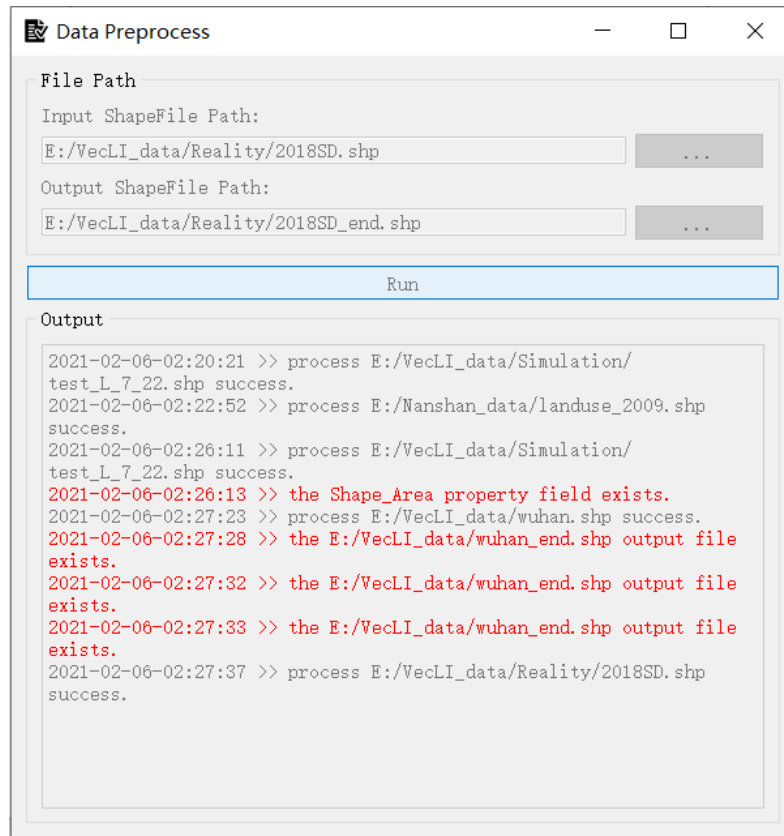 Data Preprocess
File Path
Input ShapeFile Path:
E:/VecLI_data/Reality/2018SD.shp
...
Output ShapeFile Path:
E:/VecLI_data/Reality/2018SD_end.shp
...
Run
Output
2021-02-06-02:20:21 >> process E:/VecLI_data/Simulation/
test_L_7_22.shp success.
2021-02-06-02:22:52 >> process E:/Nanshan_data/landuse_2009.shp
success.
2021-02-06-02:26:11 >> process E:/VecLI_data/Simulation/
test_L_7_22.shp success.
2021-02-06-02:26:13 >> the Shape_Area property field exists.
2021-02-06-02:27:23 >> process E:/VecLI_data/wuhan.shp success.
2021-02-06-02:27:28 >> the E:/VecLI_data/wuhan_end.shp output file
exists.
2021-02-06-02:27:32 >> the E:/VecLI_data/wuhan_end.shp output file
exists.
2021-02-06-02:27:33 >> the E:/VecLI_data/wuhan_end.shp output file
exists.
2021-02-06-02:27:37 >> process E:/VecLI_data/Reality/2018SD.shp
success.